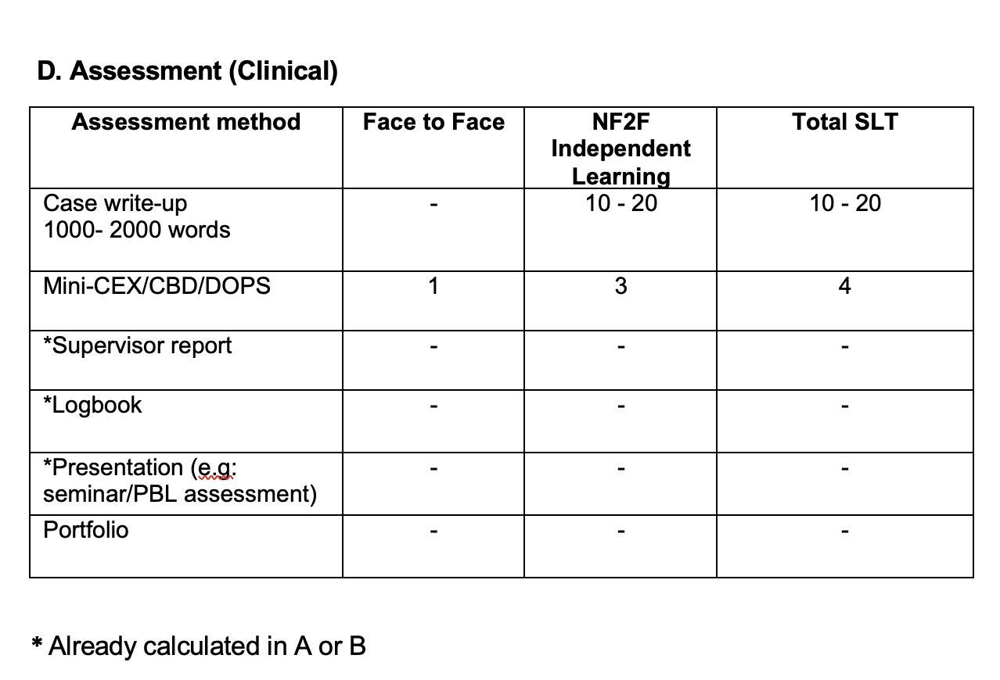 D. Assessment (Clinical)
Assessment method Face to Face NF2F Total SLT
Independent
Learning
Case write-up - 10 - 20 10 - 20
1000- 2000 words
Mini-CEX/CBD/DOPS 1 3 4
*Supervisor report - - -
*Logbook - - -
*Presentation (e.g: - - -
seminar/PBL assessment)
Portfolio - - -
* Already calculated in A or B